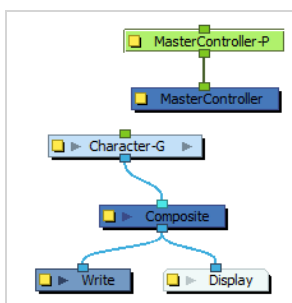 MasterController-P
MasterController
Character-G
Composite
Write
Display